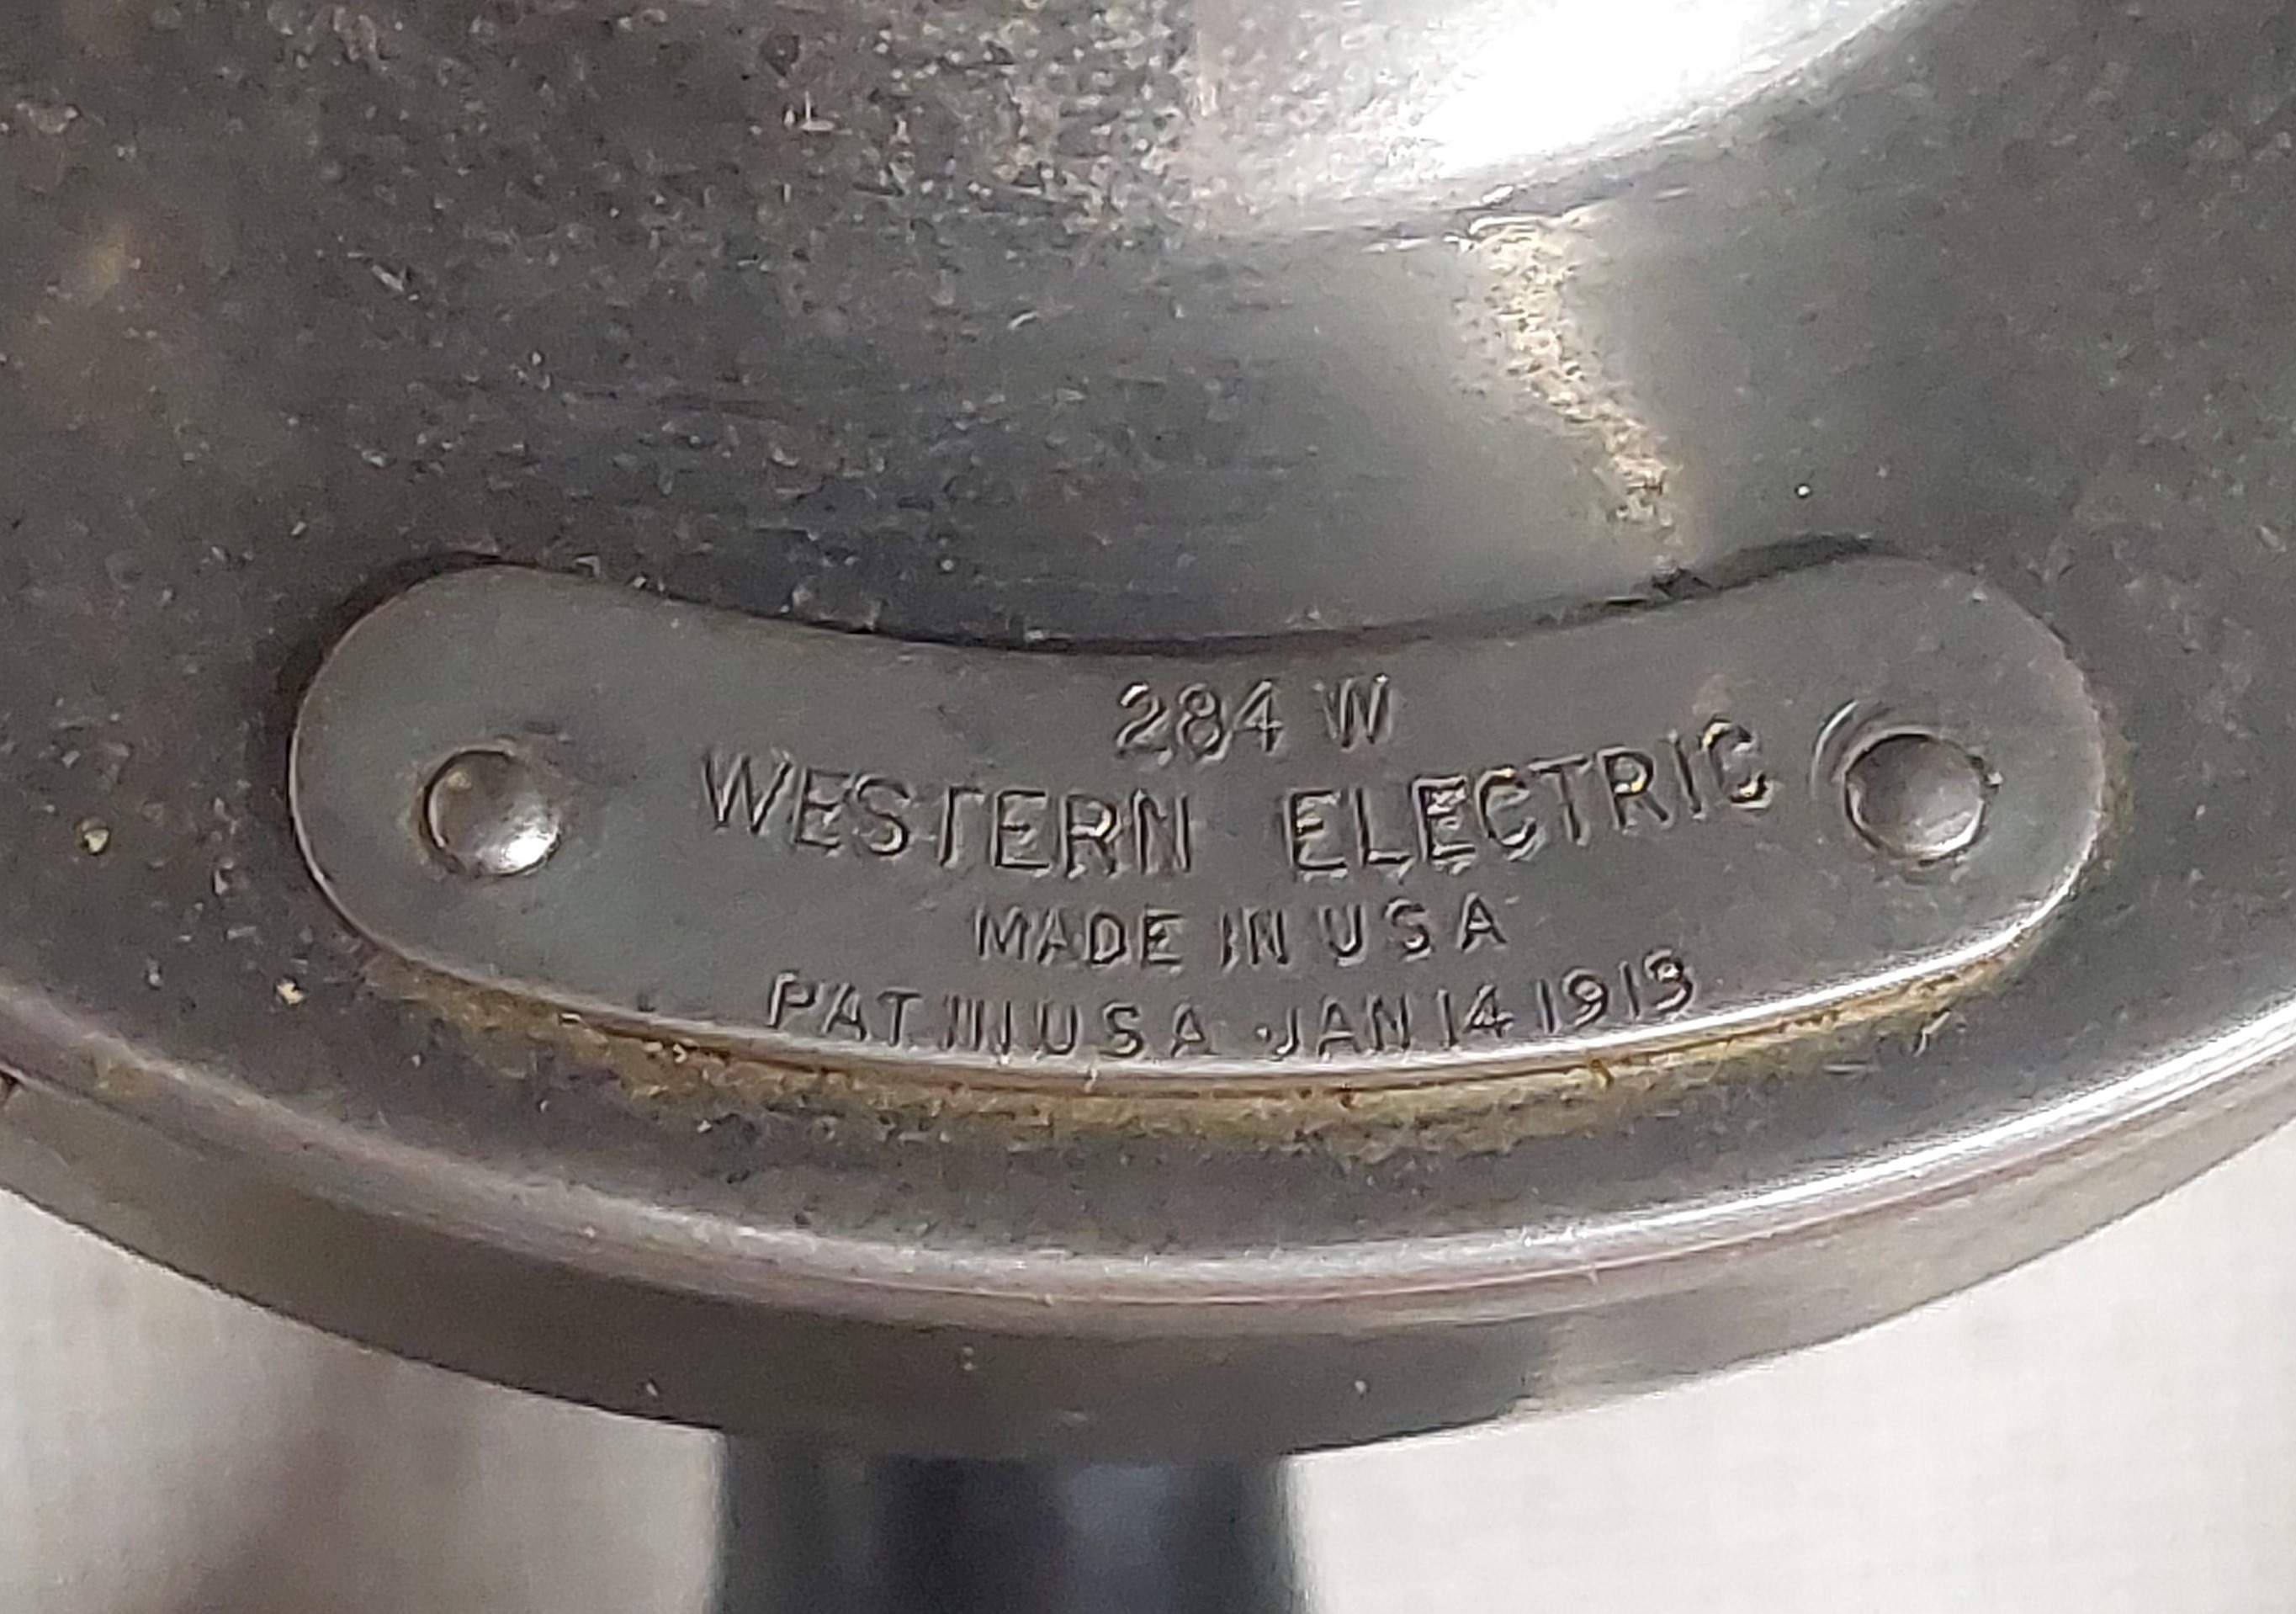 284 W
WESTERN ELECTRIC
MADE IN USA
PAT IN USA JAN 14 1913